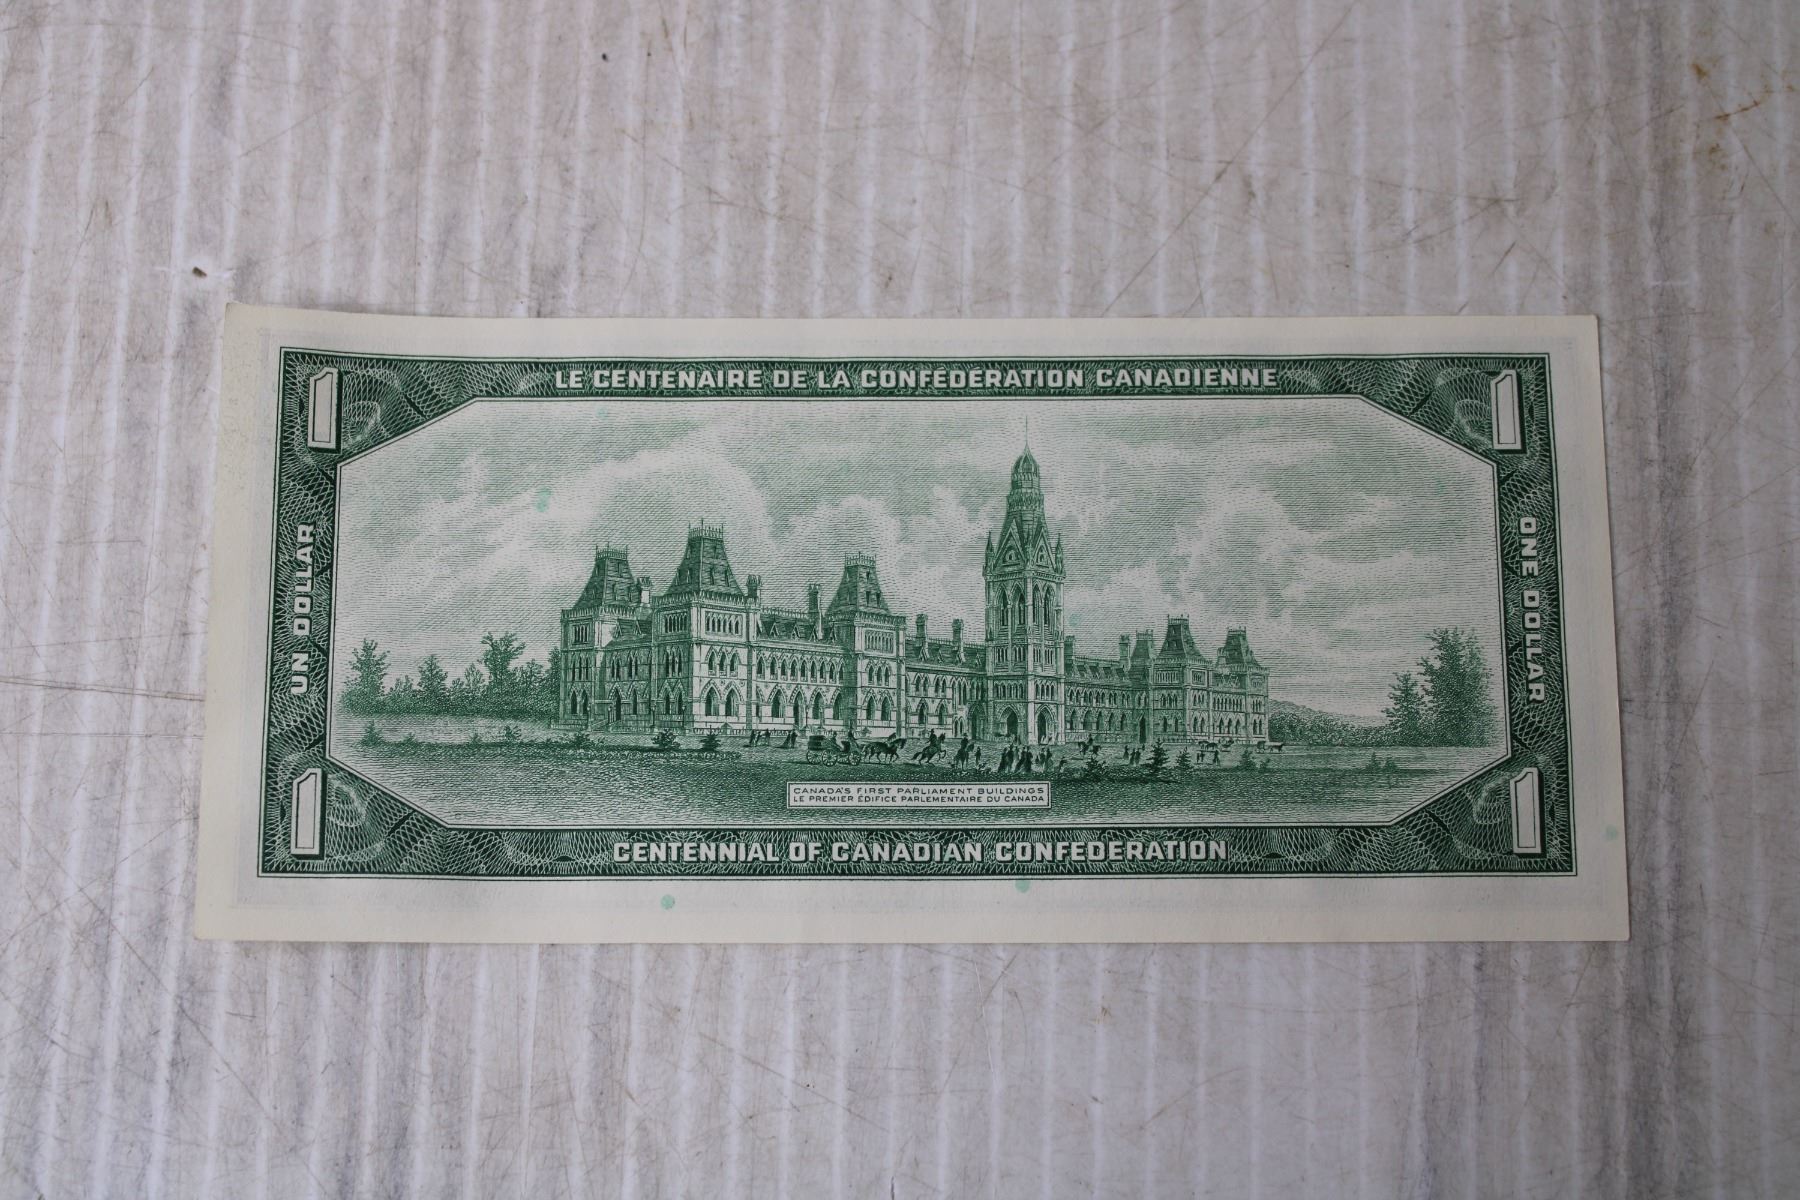 LE CENTENAIRE DE LA CONFÉDÉRATION CANADIENNE
1
1
UN DOLLAR
ONE DOLLAR
CANADA'S FIRST PARLIAMENT BUILDINGS
LE PREMIER ÉDIFICE PARLEMENTAIRE DU CANADA
1
1
CENTENNIAL OF CANADIAN CONFEDERATION